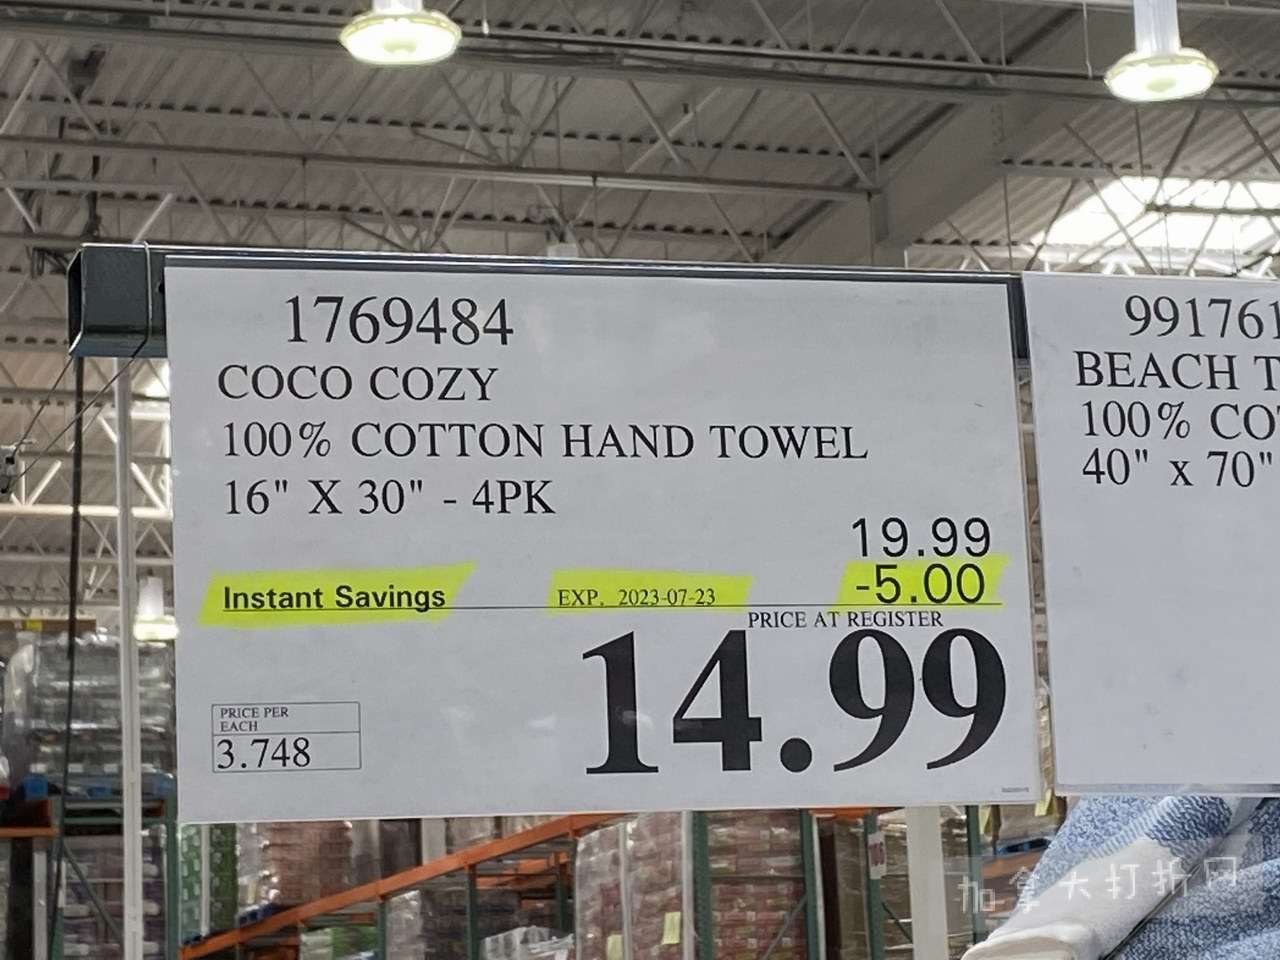 1769484
COCO COZY
100% COTTON HAND TOWEL
16" X 30" - 4PK
19.99
Instant Savings EXP. 2023-07-23 -5.00
PRICE AT REGISTER
14.99
PRICE PER
EACH
3.748
991761
BEACH T
100% CO
40" x 70"
加拿大打折网